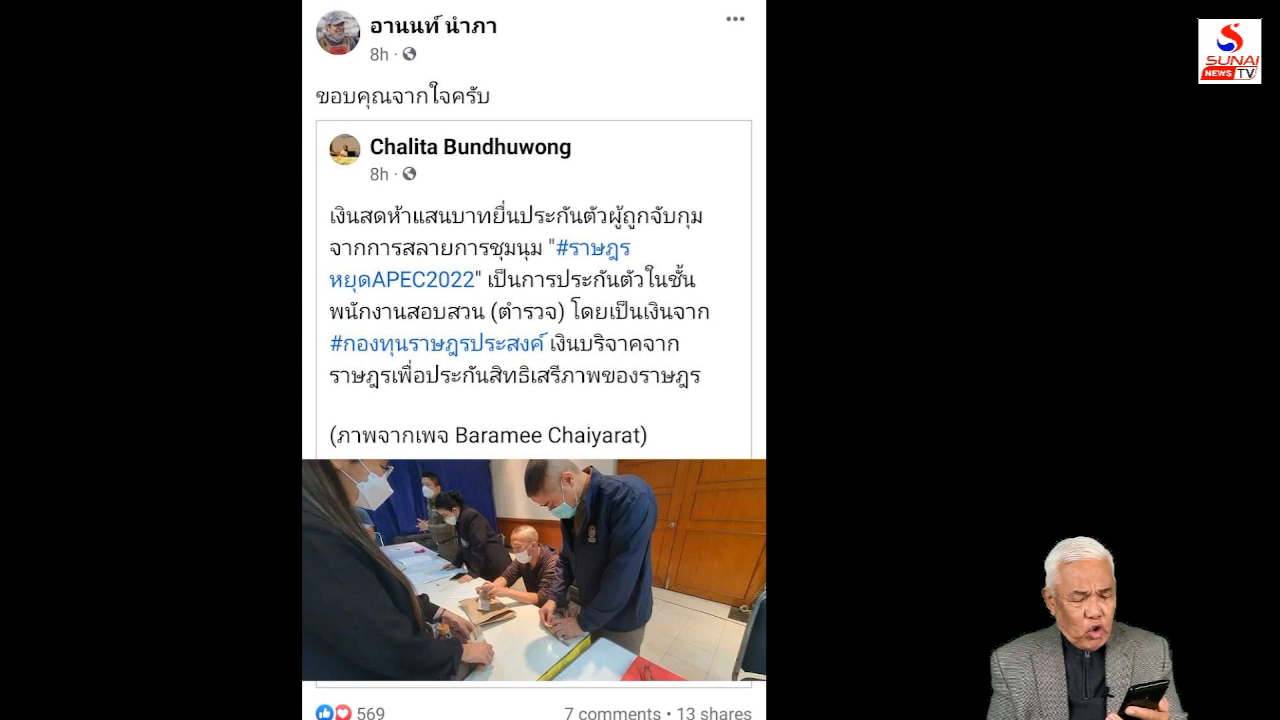 อานนท์ นำภา
8h ·
ขอบคุณจากใจครับ
Chalita Bundhuwong
8h ·
เงินสดห้าแสนบาทยื่นประกันตัวผู้ถูกจับกุม
จากการสลายการชุมนุม "#ราษฎร
หยุดAPEC2022" เป็นการประกันตัวในชั้น
พนักงานสอบสวน (ตำรวจ) โดยเป็นเงินจาก
#กองทุนราษฎรประสงค์ เงินบริจาคจาก
ราษฎรเพื่อประกันสิทธิเสรีภาพของราษฎร
(ภาพจากเพจ Baramee Chaiyarat)
569
7 comments • 13 shares
SUNAI
NEWS TV